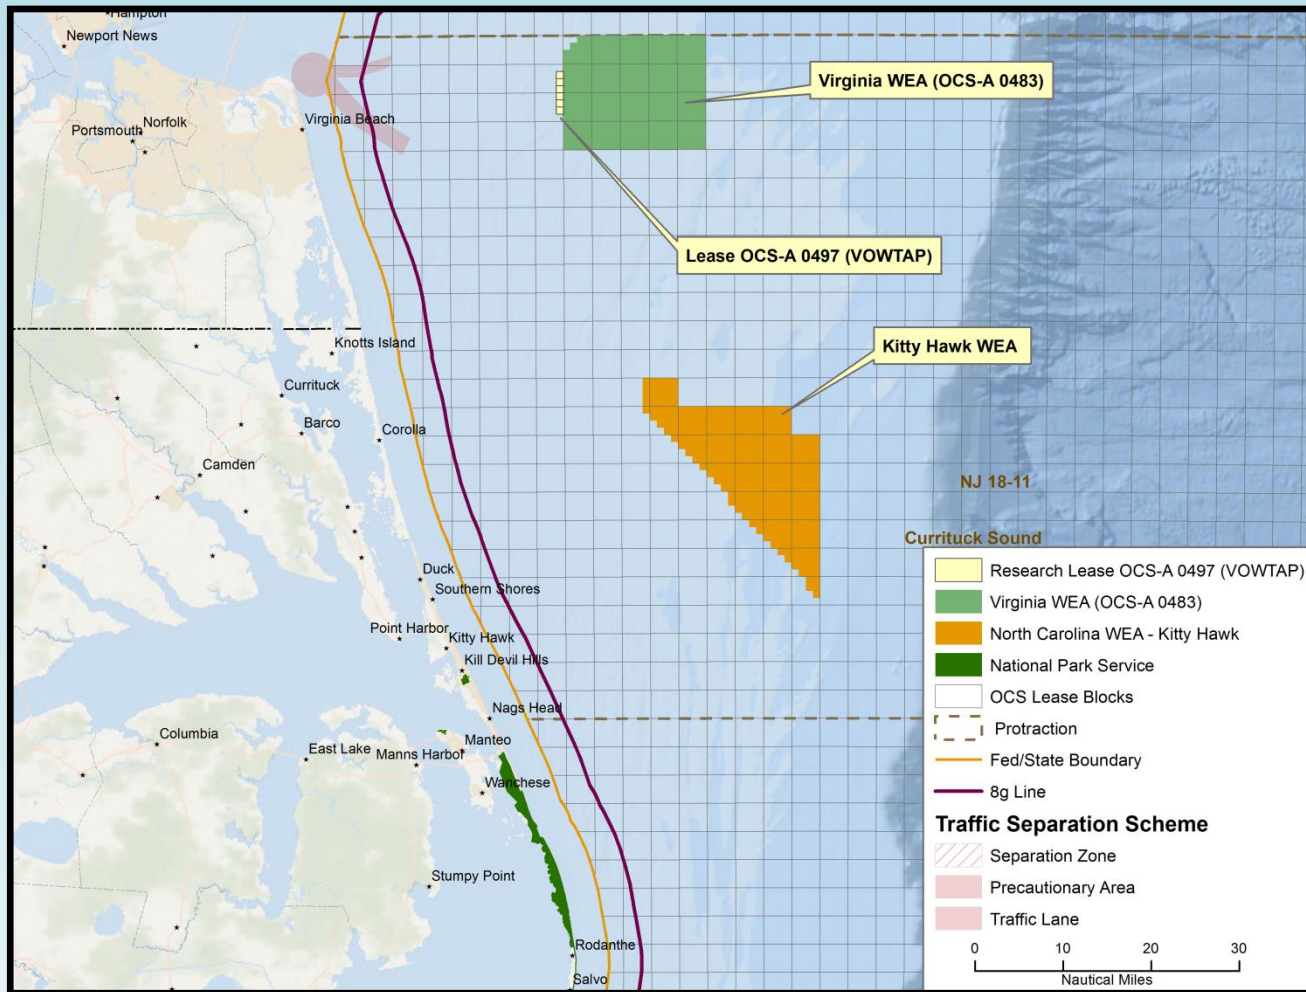 Hampton
Newport News
Virginia WEA (OCS-A 0483)
Norfolk
Portsmouth
Virginia Beach
Lease OCS-A 0497 (VOWTAP)
Knotts Island
Kitty Hawk WEA
Currituck
Barco
Corolla
Camden
NJ 18-11
Currituck Sound
Duck
Southern Shores
Point Harbor
Kitty Hawk
Kill Devil Hills
Nags Head
Columbia
East Lake
Manns Harbor
Manteo
Wanchese
Stumpy Point
Rodanthe
Salvo
Research Lease OCS-A 0497 (VOWTAP)
Virginia WEA (OCS-A 0483)
North Carolina WEA - Kitty Hawk
National Park Service
OCS Lease Blocks
Protraction
Fed/State Boundary
8g Line
Traffic Separation Scheme
Separation Zone
Precautionary Area
Traffic Lane
0 10 20 30
Nautical Miles